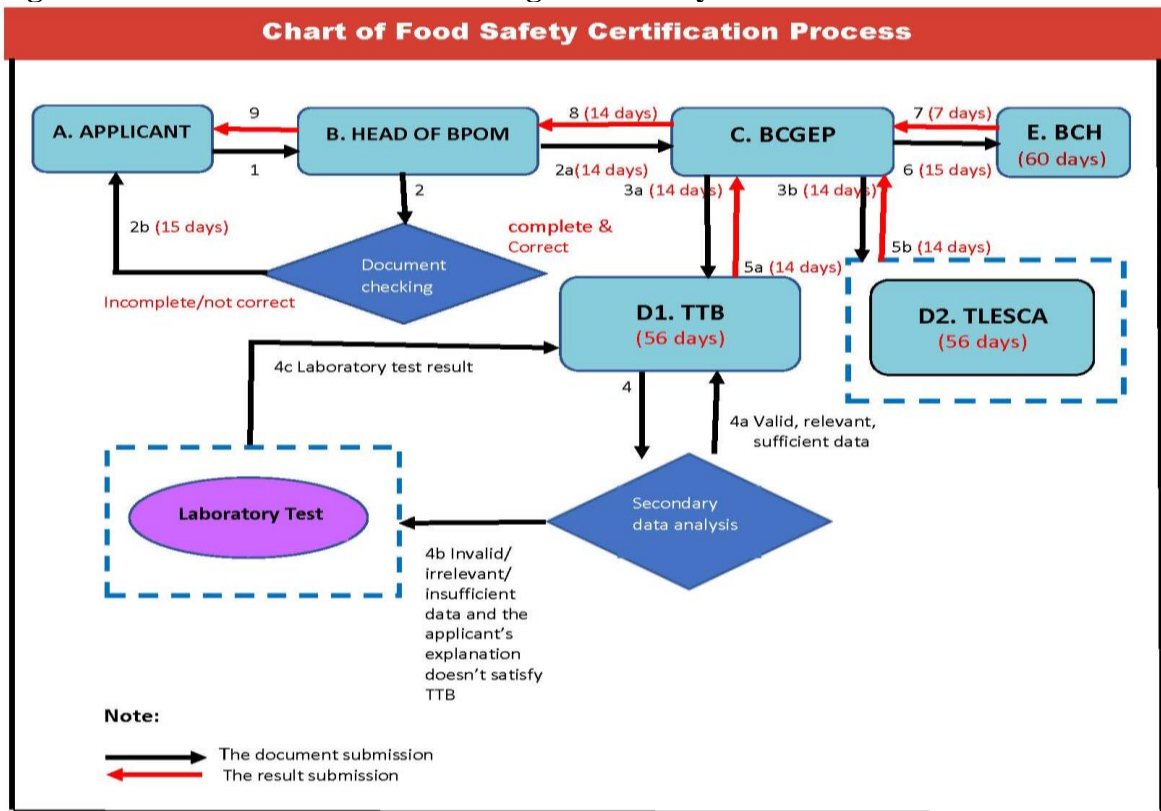 Chart of Food Safety Certification Process
A. APPLICANT
9
1
B. HEAD OF BPOM
8 (14 days)
2a(14 days)
C. BCGEP
7 (7 days)
6 (15 days)
E. BCH
(60 days)
2
2b (15 days)
complete &
Correct
Document
checking
Incomplete/not correct
3a (14 days)
3b (14 days)
5a (14 days)
5b (14 days)
D1. TTB
(56 days)
D2. TLESCA
(56 days)
4c Laboratory test result
4
4a Valid, relevant,
sufficient data
Laboratory Test
Secondary
data analysis
4b Invalid/
irrelevant/
insufficient
data and the
applicant's
explanation
doesn't satisfy
TTB
Note:
The document submission
The result submission